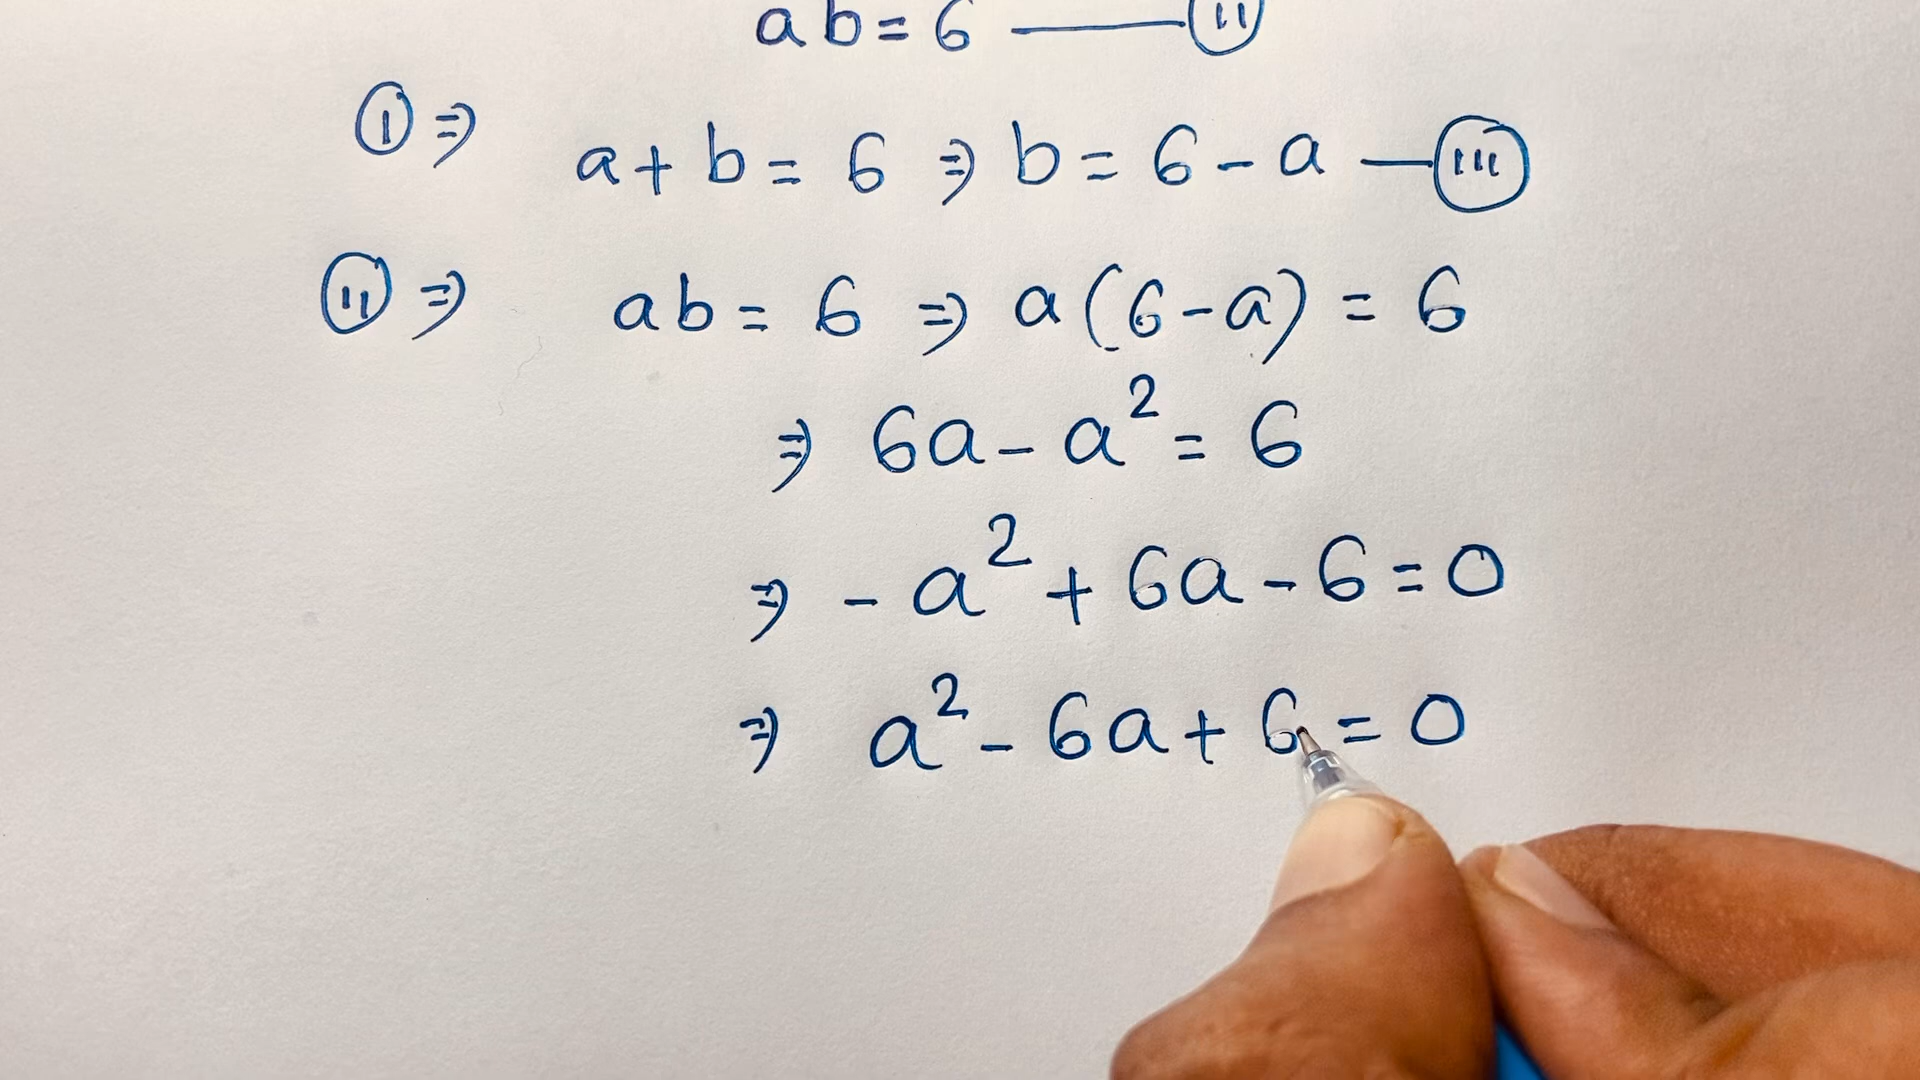 ab = 6 —— (ii)
(i) ⇒ a + b = 6 ⇒ b = 6 - a — (iii)
(ii) ⇒ ab = 6 ⇒ a(6-a) = 6
⇒ 6a - a² = 6
⇒ - a² + 6a - 6 = 0
⇒ a² - 6a + 6 = 0